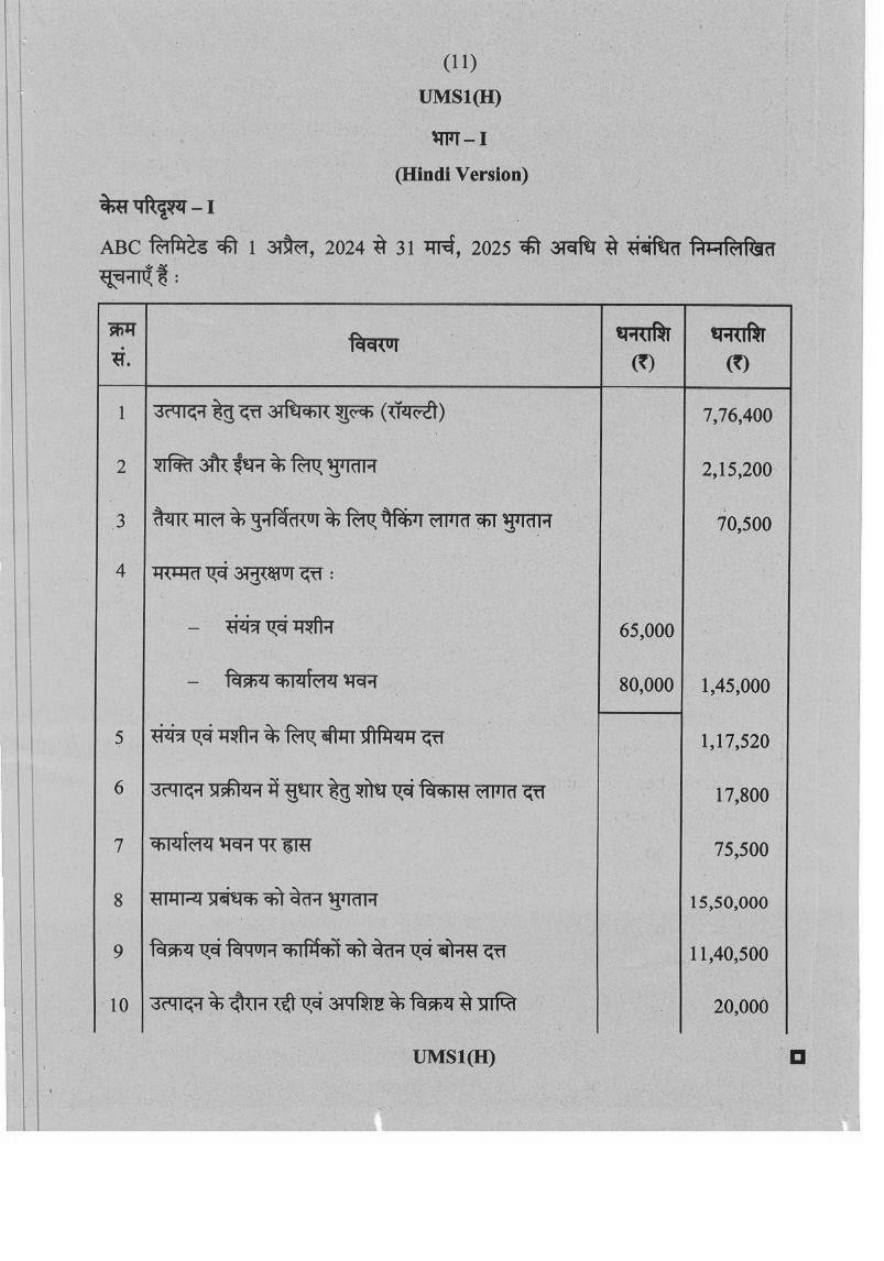 (11)
UMS1(H)
भाग – I
(Hindi Version)
केस परिदृश्य – I
ABC लिमिटेड की 1 अप्रैल, 2024 से 31 मार्च, 2025 की अवधि से संबंधित निम्नलिखित
सूचनाएँ हैं :
क्रम सं. विवरण धनराशि (₹) धनराशि (₹)
1 उत्पादन हेतु दत्त अधिकार शुल्क (रॉयल्टी) 7,76,400
2 शक्ति और ईंधन के लिए भुगतान 2,15,200
3 तैयार माल के पुनर्वितरण के लिए पैकिंग लागत का भुगतान 70,500
4 मरम्मत एवं अनुरक्षण दत्त :
– संयंत्र एवं मशीन 65,000
– विक्रय कार्यालय भवन 80,000 1,45,000
5 संयंत्र एवं मशीन के लिए बीमा प्रीमियम दत्त 1,17,520
6 उत्पादन प्रक्रीयन में सुधार हेतु शोध एवं विकास लागत दत्त 17,800
7 कार्यालय भवन पर ह्रास 75,500
8 सामान्य प्रबंधक को वेतन भुगतान 15,50,000
9 विक्रय एवं विपणन कार्मिकों को वेतन एवं बोनस दत्त 11,40,500
10 उत्पादन के दौरान रद्दी एवं अपशिष्ट के विक्रय से प्राप्ति 20,000
UMS1(H)